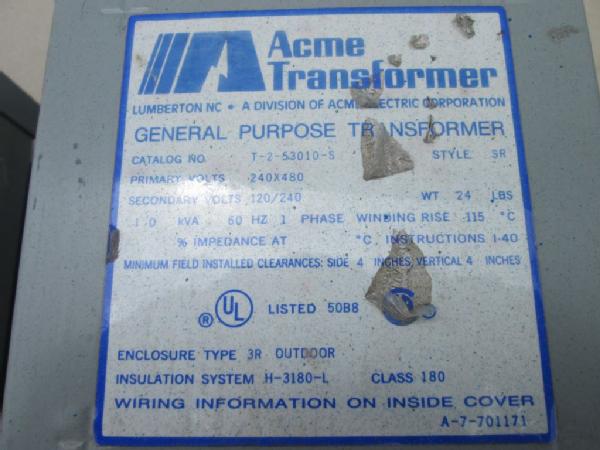 Acme
Transformer
LUMBERTON NC • A DIVISION OF ACME ELECTRIC CORPORATION
GENERAL PURPOSE TRANSFORMER
CATALOG NO. T-2-53010-S STYLE SR
PRIMARY VOLTS 240X480
SECONDARY VOLTS 120/240 WT 24 LBS
1.0 KVA 60 HZ 1 PHASE WINDING RISE 115 °C
% IMPEDANCE AT °C, INSTRUCTIONS I-40
MINIMUM FIELD INSTALLED CLEARANCES: SIDE 4 INCHES, VERTICAL 4 INCHES
® UL LISTED 50B8
ENCLOSURE TYPE 3R OUTDOOR
INSULATION SYSTEM H-3180-L CLASS 180
WIRING INFORMATION ON INSIDE COVER
A-7-701171